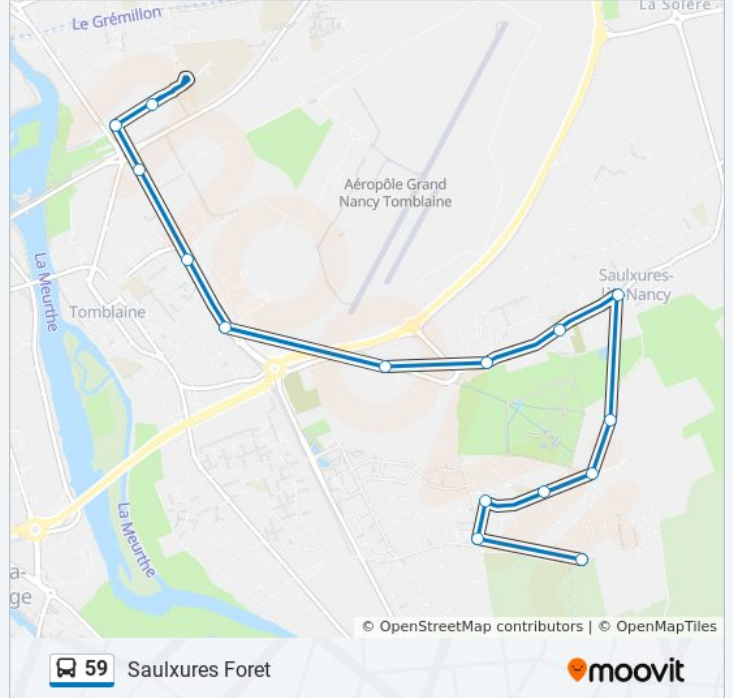 La Solère
Le Grémillon
Aéropôle Grand
Nancy Tomblaine
La Meurthe
Saulxures-
lès-Nancy
Tomblaine
La Meurthe
a-
ge
© OpenStreetMap contributors | © OpenMapTiles
59 Saulxures Foret
moovit